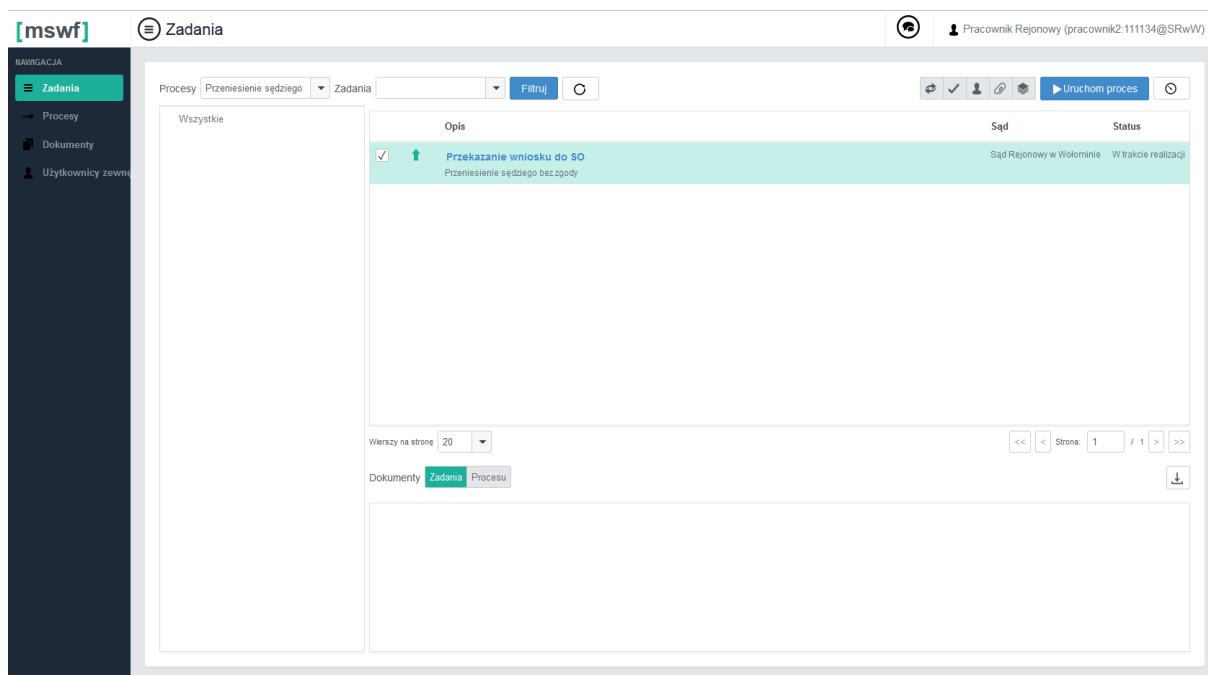 [mswf]
Zadania
Pracownik Rejonowy (pracownik2:111134@SRwW)
NAWIGACJA
Zadania
Procesy
Dokumenty
Użytkownicy zewnę
Procesy Przeniesienie sędziego Zadania Filtruj Uruchom proces
Wszystkie
Opis Sąd Status
Przekazanie wniosku do SO Sąd Rejonowy w Wołominie W trakcie realizacji
Przeniesienie sędziego bez zgody
Wierszy na stronę 20 << < Strona: 1 / 1 > >>
Dokumenty Zadania Procesu